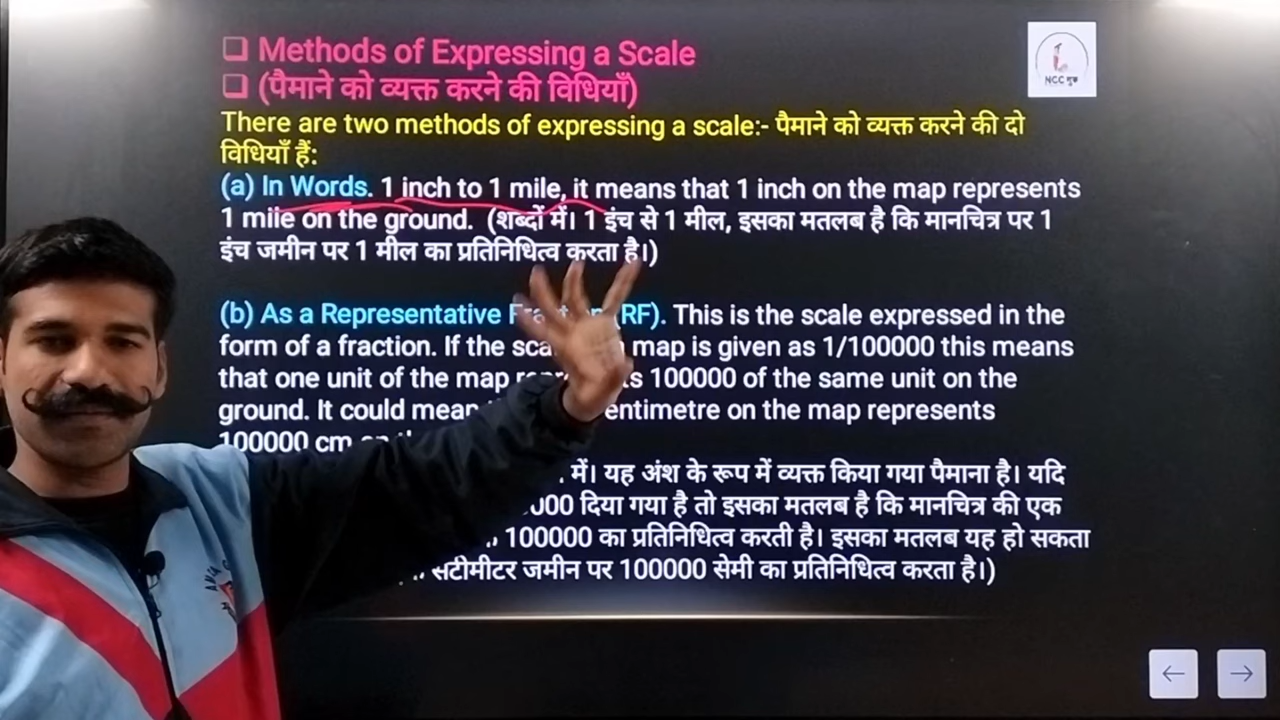 ❑ Methods of Expressing a Scale
❑ (पैमाने को व्यक्त करने की विधियाँ)
There are two methods of expressing a scale:- पैमाने को व्यक्त करने की दो
विधियाँ हैं:
(a) In Words. 1 inch to 1 mile, it means that 1 inch on the map represents
1 mile on the ground. (शब्दों में। 1 इंच से 1 मील, इसका मतलब है कि मानचित्र पर 1
इंच जमीन पर 1 मील का प्रतिनिधित्व करता है।)
(b) As a Representative (RF). This is the scale expressed in the
form of a fraction. If the map is given as 1/100000 this means
that one unit of the map 100000 of the same unit on the
ground. It could mean on the map represents
100000 cm
में। यह अंश के रूप में व्यक्त किया गया पैमाना है। यदि
दिया गया है तो इसका मतलब है कि मानचित्र की एक
100000 का प्रतिनिधित्व करती है। इसका मतलब यह हो सकता
जमीन पर 100000 सेमी का प्रतिनिधित्व करता है।)
NCC गुरु